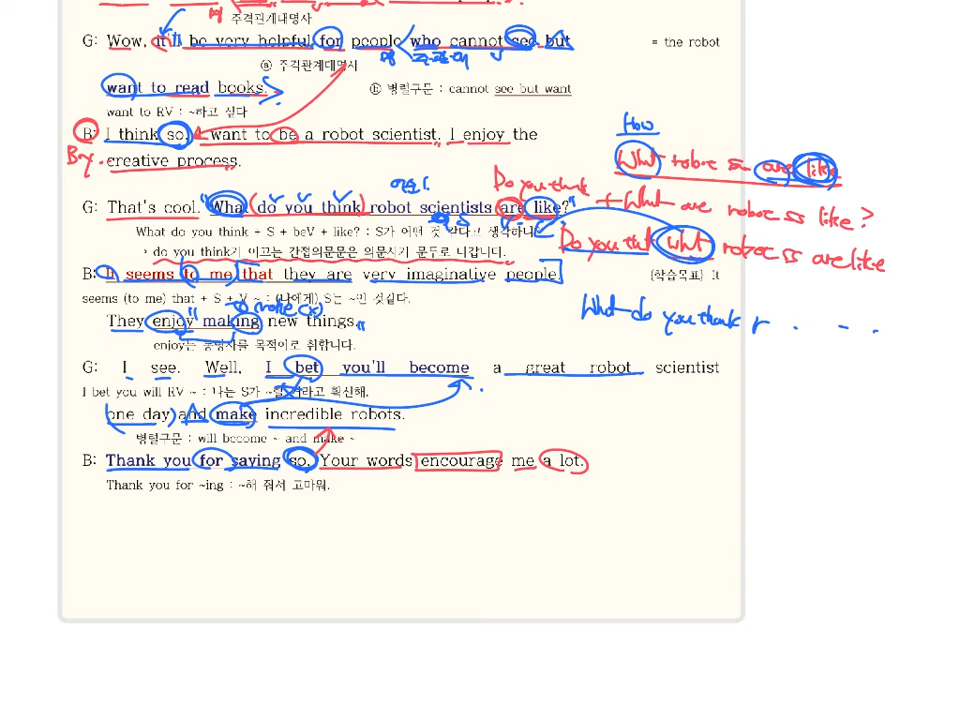 주격관계대명사
G: Wow, it'll be very helpful for people who cannot see but
= the robot
ⓐ 주격관계대명사
want to read books.
ⓑ 병렬구문 : cannot see but want
want to RV : ~하고 싶다
How
B: I think so. I want to be a robot scientist. I enjoy the
Boy.
creative process.
What robot ss are like
Do you think
G: That's cool. What do you think robot scientists are like?
+ What are robot ss like?
What do you think + S + beV + like? : S가 어떤 것 같다고 생각하니?
Do you think what robot ss are like
> do you think가 이끄는 간접의문문은 의문사가 문두로 나갑니다.
B: It seems to me that they are very imaginative people.
[학습목표] It
seems (to me) that + S + V ~ : (나에게) S는 ~인 것 같다.
to make (x)
They enjoy making new things.
What do you think r . - .
enjoy는 동명사를 목적어로 취합니다.
G: I see. Well, I bet you'll become a great robot scientist
I bet you will RV ~ : 나는 S가 ~할 거라고 확신해.
one day and make incredible robots.
병렬구문 : will become ~ and make ~
B: Thank you for saying so. Your words encourage me a lot.
Thank you for ~ing : ~해 줘서 고마워.